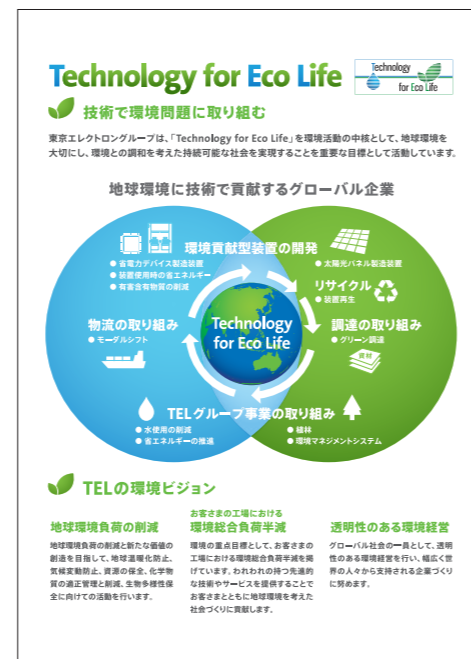 Technology for Eco Life
Technology
for Eco Life
技術で環境問題に取り組む
東京エレクトロングループは、「Technology for Eco Life」を環境活動の中核として、地球環境を
大切にし、環境との調和を考えた持続可能な社会を実現することを重要な目標として活動しています。
地球環境に技術で貢献するグローバル企業
環境貢献型装置の開発
● 省電力デバイス製造装置
● 装置使用時の省エネルギー
● 有害含有物質の削減
● 太陽光パネル製造装置
リサイクル
● 装置再生
物流の取り組み
● モーダルシフト
Technology
for Eco Life
調達の取り組み
● グリーン調達
資材
TELグループ事業の取り組み
● 水使用の削減
● 省エネルギーの推進
● 植林
● 環境マネジメントシステム
TELの環境ビジョン
地球環境負荷の削減
地球環境負荷の削減と新たな価値の
創造を目指して、地球温暖化防止、
気候変動防止、資源の保全、化学物
質の適正管理と削減、生物多様性保
全に向けての活動を行います。
お客さまの工場における
環境総合負荷半減
環境の重点目標として、お客さまの
工場における環境総合負荷半減を掲
げています。われわれの持つ先進的
な技術やサービスを提供することで
お客さまとともに地球環境を考えた
社会づくりに貢献します。
透明性のある環境経営
グローバル社会の一員として、透明
性のある環境経営を行い、幅広く世
界の人々から支持される企業づくり
に努めます。